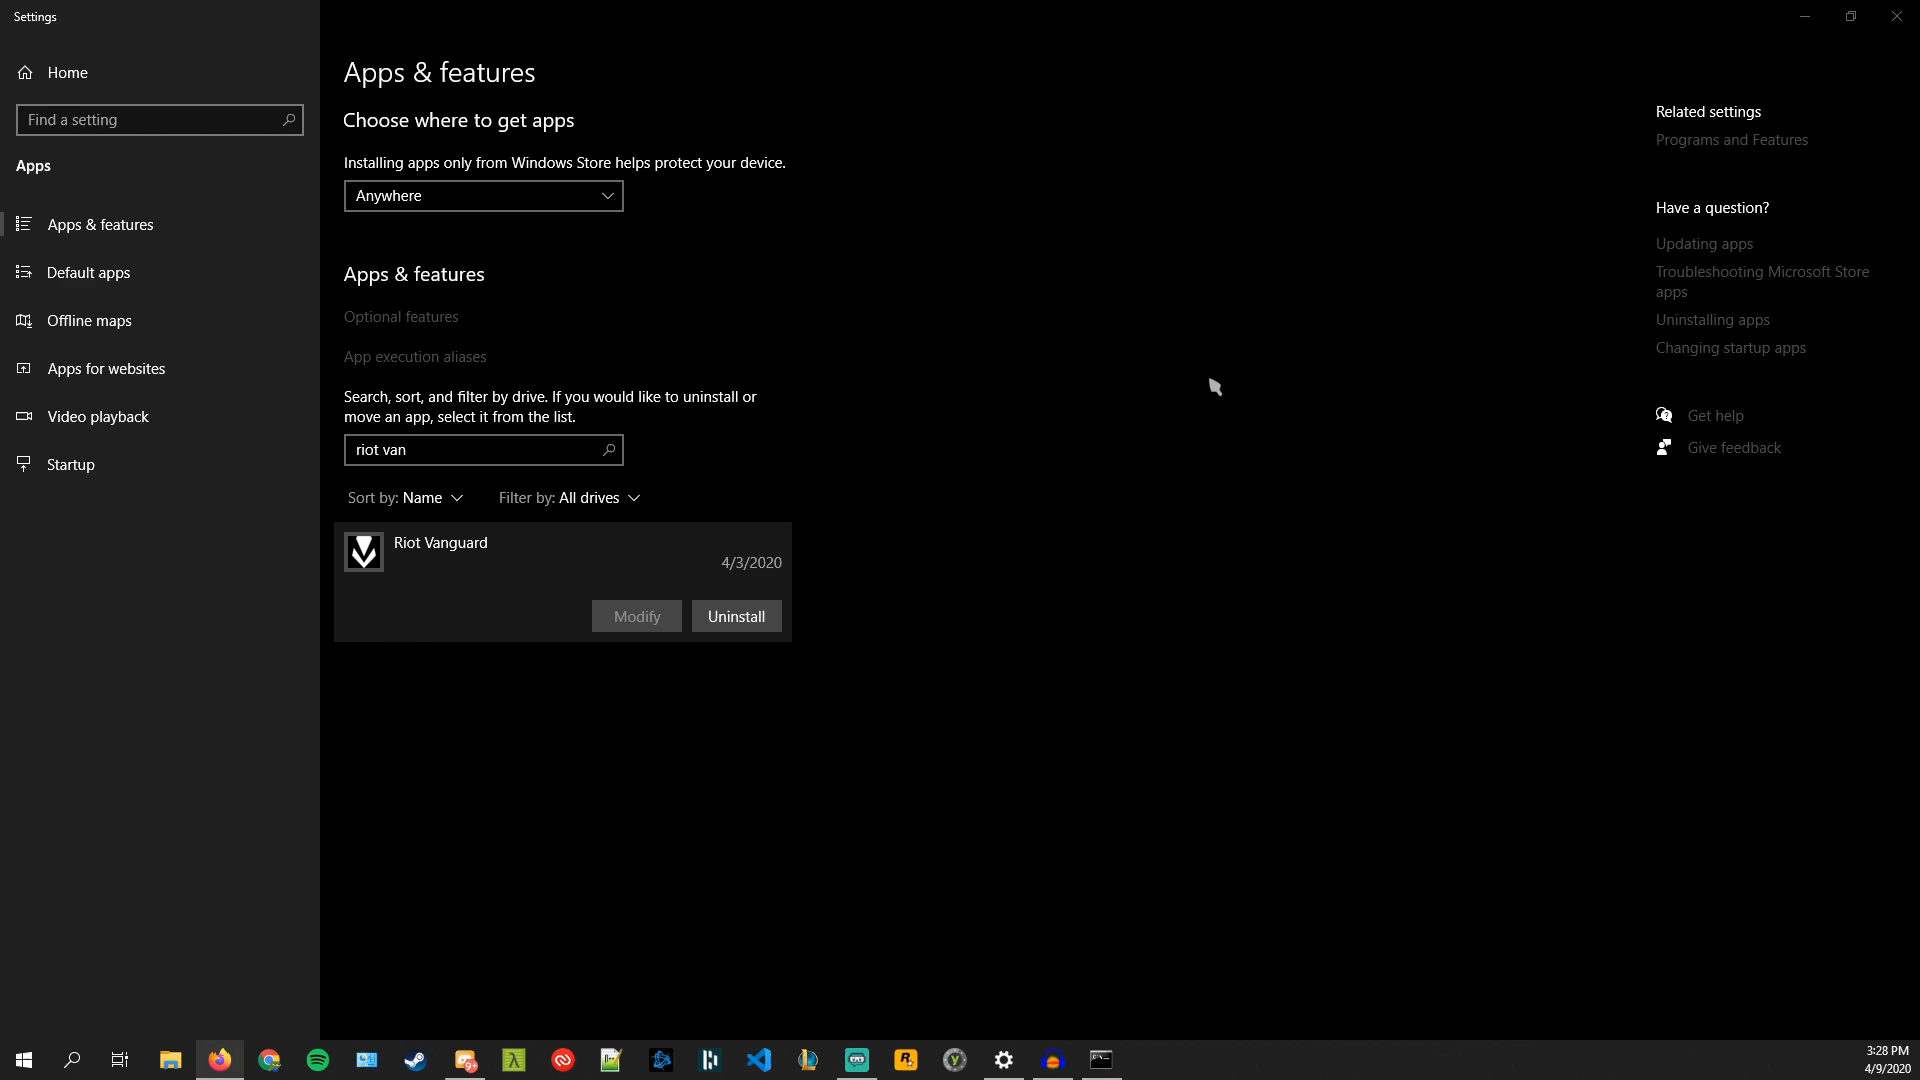 Settings
Home
Find a setting
Apps
Apps & features
Default apps
Offline maps
Apps for websites
Video playback
Startup
Apps & features
Choose where to get apps
Installing apps only from Windows Store helps protect your device.
Anywhere
Apps & features
Optional features
App execution aliases
Search, sort, and filter by drive. If you would like to uninstall or
move an app, select it from the list.
riot van
Sort by: Name
Filter by: All drives
Riot Vanguard
4/3/2020
Modify
Uninstall
Related settings
Programs and Features
Have a question?
Updating apps
Troubleshooting Microsoft Store
apps
Uninstalling apps
Changing startup apps
Get help
Give feedback
9+
3:28 PM
4/9/2020